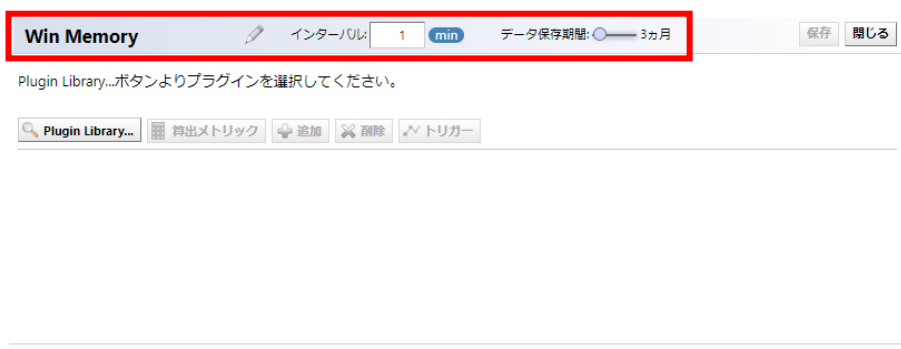 Win Memory インターバル: 1 min データ保存期間: 3ヵ月 保存 閉じる
Plugin Library...ボタンよりプラグインを選択してください。
Plugin Library... 算出メトリック 追加 削除 トリガー